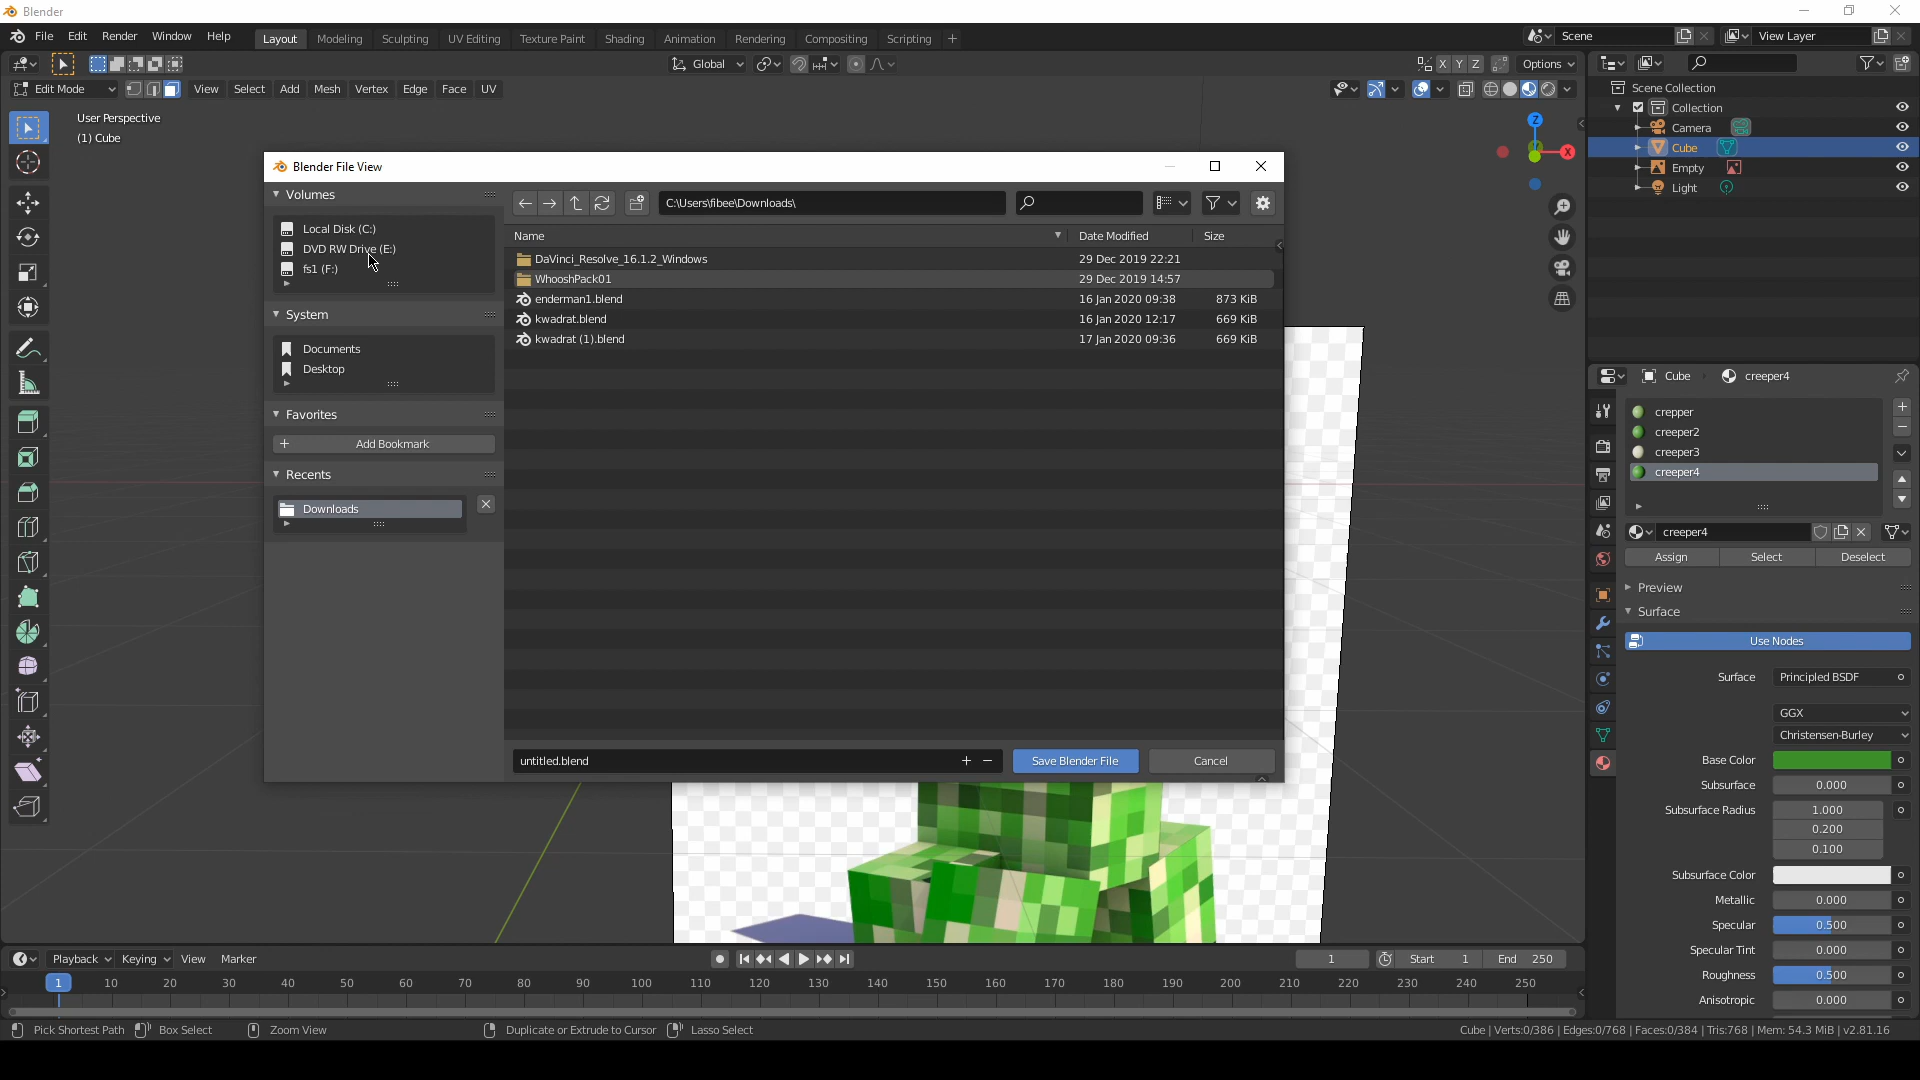 Blender
File Edit Render Window Help Layout Modeling Sculpting UV Editing Texture Paint Shading Animation Rendering Compositing Scripting + Scene View Layer
Global X Y Z Options
Edit Mode View Select Add Mesh Vertex Edge Face UV
User Perspective
(1) Cube
Z
X
Scene Collection
Collection
Camera
Cube
Empty
Light
Blender File View
Volumes
Local Disk (C:)
DVD RW Drive (E:)
fs1 (F:)
System
Documents
Desktop
Favorites
+ Add Bookmark
Recents
Downloads
C:\Users\fibee\Downloads\
Name Date Modified Size
DaVinci_Resolve_16.1.2_Windows 29 Dec 2019 22:21
WhooshPack01 29 Dec 2019 14:57
enderman1.blend 16 Jan 2020 09:38 873 KiB
kwadrat.blend 16 Jan 2020 12:17 669 KiB
kwadrat (1).blend 17 Jan 2020 09:36 669 KiB
untitled.blend + − Save Blender File Cancel
Cube creeper4
crepper
creeper2
creeper3
creeper4
creeper4
Assign Select Deselect
Preview
Surface
Use Nodes
Surface Principled BSDF
GGX
Christensen-Burley
Base Color
Subsurface 0.000
Subsurface Radius 1.000
0.200
0.100
Subsurface Color
Metallic 0.000
Specular 0.500
Specular Tint 0.000
Roughness 0.500
Anisotropic 0.000
Playback Keying View Marker 1 Start 1 End 250
1 10 20 30 40 50 60 70 80 90 100 110 120 130 140 150 160 170 180 190 200 210 220 230 240 250
Pick Shortest Path Box Select Zoom View Duplicate or Extrude to Cursor Lasso Select Cube | Verts:0/386 | Edges:0/768 | Faces:0/384 | Tris:768 | Mem: 54.3 MiB | v2.81.16